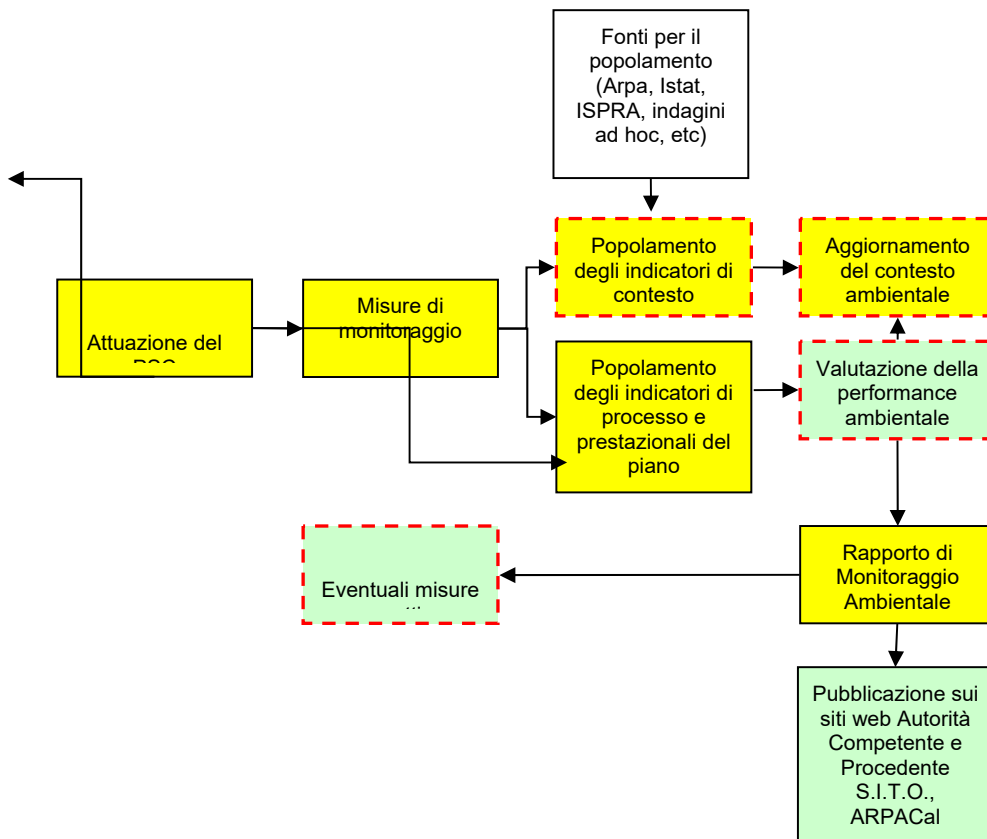 Fonti per il
popolamento
(Arpa, Istat,
ISPRA, indagini
ad hoc, etc)
Popolamento
degli indicatori di
contesto
Aggiornamento
del contesto
ambientale
Attuazione del
Misure di
monitoraggio
Popolamento
degli indicatori di
processo e
prestazionali del
piano
Valutazione della
performance
ambientale
Eventuali misure
Rapporto di
Monitoraggio
Ambientale
Pubblicazione sui
siti web Autorità
Competente e
Procedente
S.I.T.O.,
ARPACal